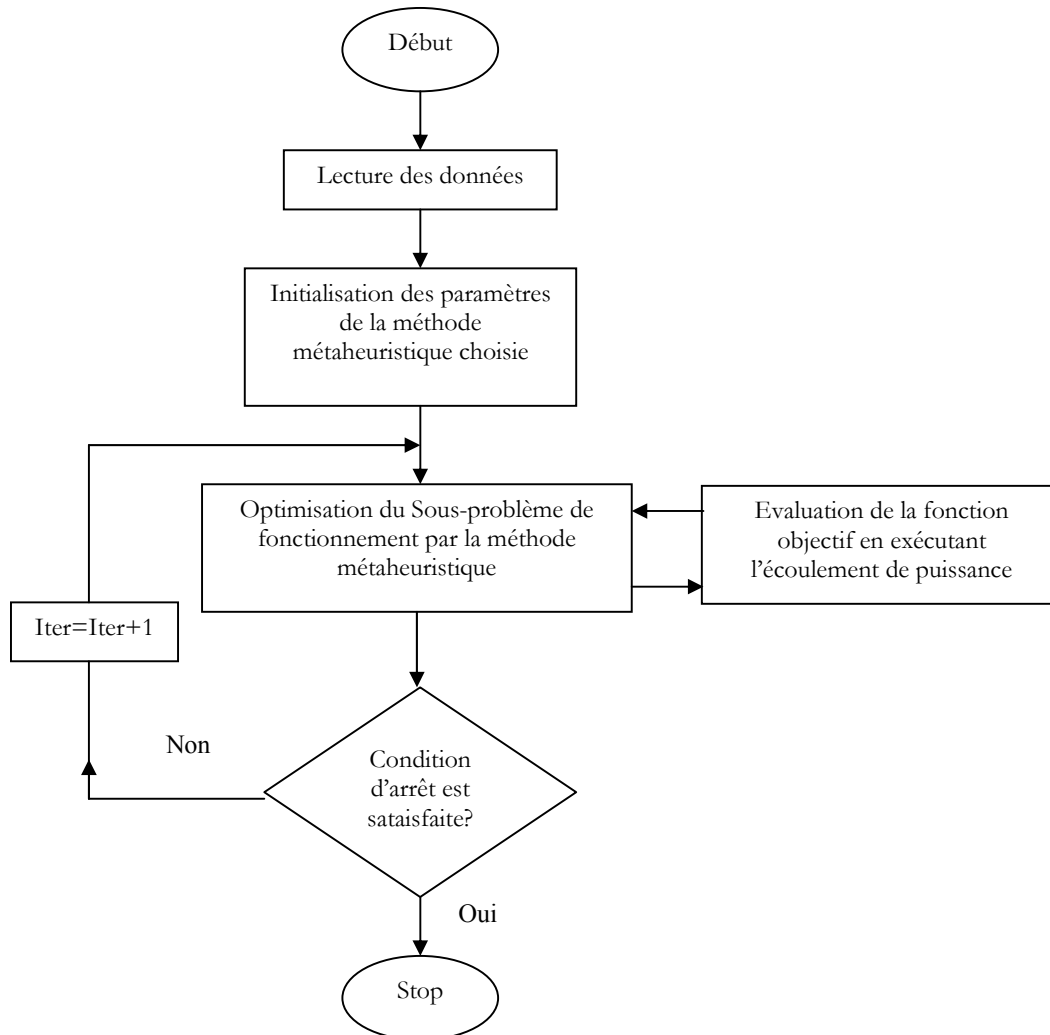 Début
Lecture des données
Initialisation des paramètres
de la méthode
métaheuristique choisie
Optimisation du Sous-problème de
fonctionnement par la méthode
métaheuristique
Evaluation de la fonction
objectif en exécutant
l’écoulement de puissance
Iter=Iter+1
Non
Condition
d’arrêt est
sataisfaite?
Oui
Stop